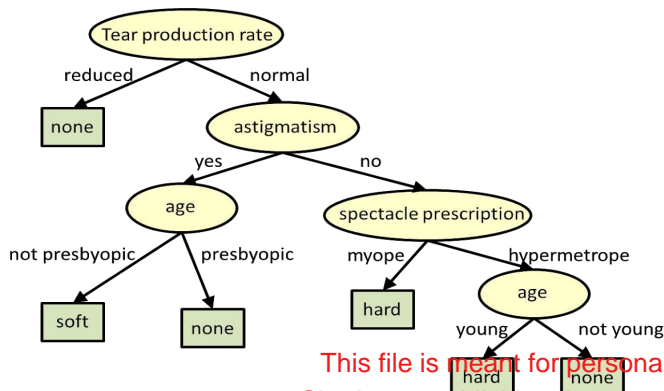 Tear production rate
reduced normal
none
astigmatism
yes no
age
spectacle prescription
not presbyopic presbyopic
myope hypermetrope
soft
none
hard
age
young not young
This file is meant for persona
hard
none